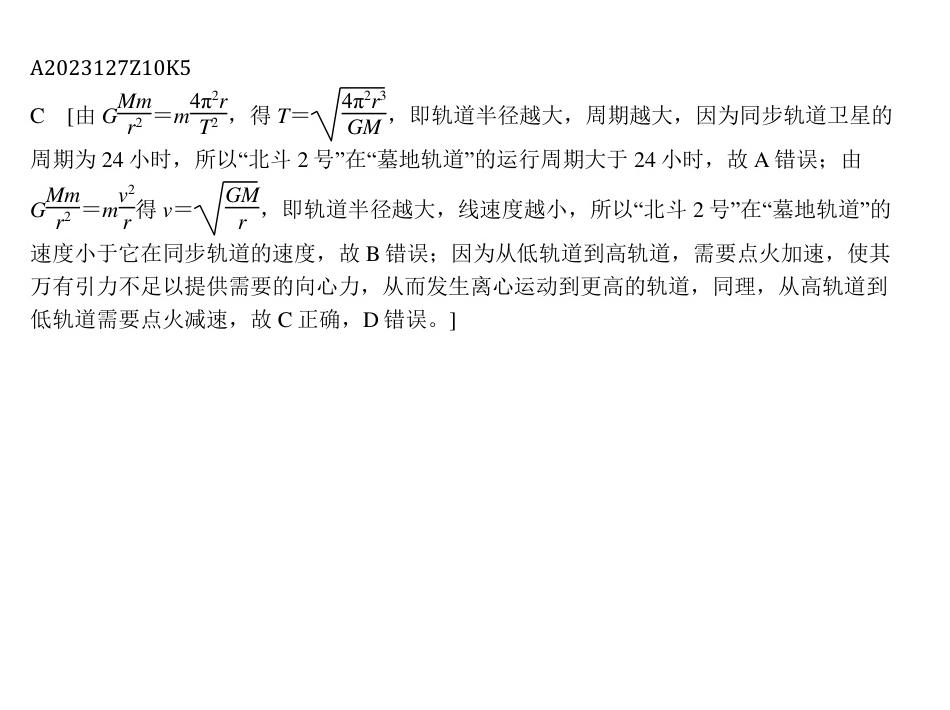 A2023127Z10K5
C [由 G\frac{Mm}{r^2}=m\frac{4π^2r}{T^2}，得 T=\sqrt{\frac{4π^2r^3}{GM}}，即轨道半径越大，周期越大，因为同步轨道卫星的
周期为 24 小时，所以“北斗 2 号”在“墓地轨道”的运行周期大于 24 小时，故 A 错误；由
G\frac{Mm}{r^2}=m\frac{v^2}{r}得 v=\sqrt{\frac{GM}{r}}，即轨道半径越大，线速度越小，所以“北斗 2 号”在“墓地轨道”的
速度小于它在同步轨道的速度，故 B 错误；因为从低轨道到高轨道，需要点火加速，使其
万有引力不足以提供需要的向心力，从而发生离心运动到更高的轨道，同理，从高轨道到
低轨道需要点火减速，故 C 正确，D 错误。]